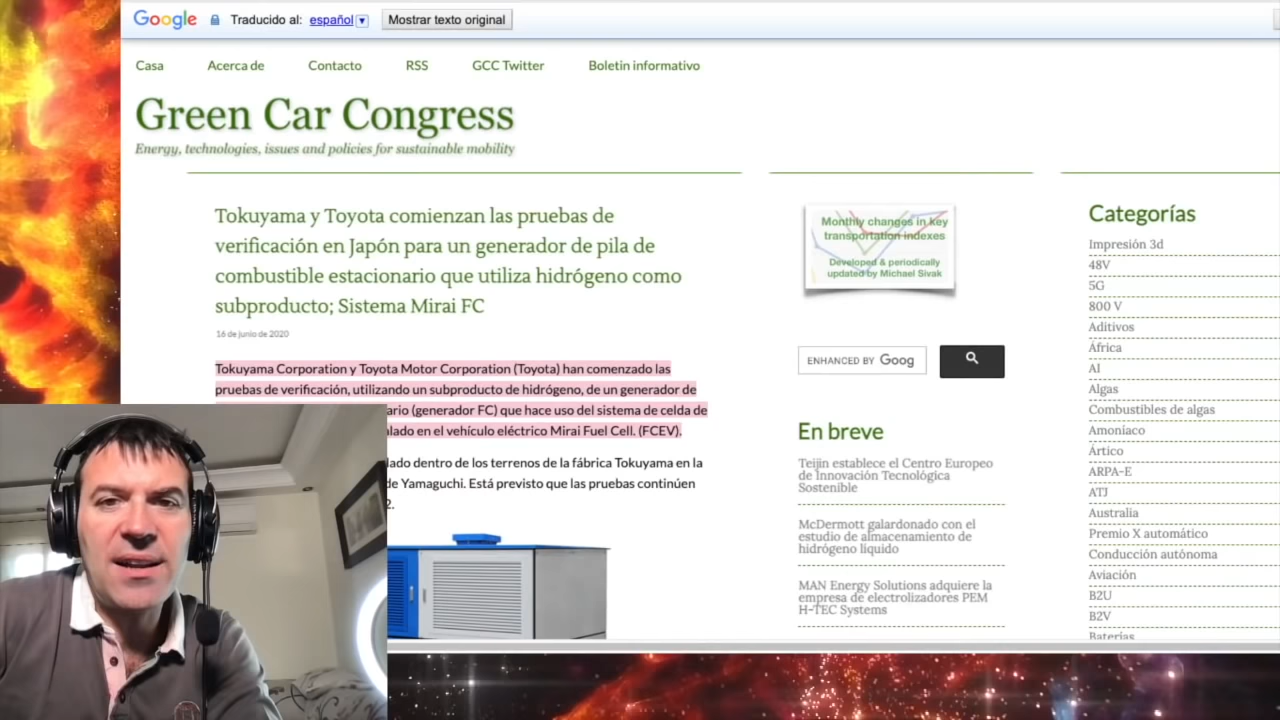 Google Traducido al: español Mostrar texto original
Casa Acerca de Contacto RSS GCC Twitter Boletin informativo
Green Car Congress
Energy, technologies, issues and policies for sustainable mobility
Tokuyama y Toyota comienzan las pruebas de
verificación en Japón para un generador de pila de
combustible estacionario que utiliza hidrógeno como
subproducto; Sistema Mirai FC
16 de junio de 2020
Tokuyama Corporation y Toyota Motor Corporation (Toyota) han comenzado las
pruebas de verificación, utilizando un subproducto de hidrógeno, de un generador de
ario (generador FC) que hace uso del sistema de celda de
lado en el vehículo eléctrico Mirai Fuel Cell. (FCEV).
lado dentro de los terrenos de la fábrica Tokuyama en la
de Yamaguchi. Está previsto que las pruebas continúen
2.
Monthly changes in key
transportation indexes
Developed & periodically
updated by Michael Sivak
ENHANCED BY Goog
En breve
Teijin establece el Centro Europeo
de Innovación Tecnológica
Sostenible
McDermott galardonado con el
estudio de almacenamiento de
hidrógeno líquido
MAN Energy Solutions adquiere la
empresa de electrolizadores PEM
H-TEC Systems
Categorías
Impresión 3d
48V
5G
800 V
Aditivos
África
AI
Algas
Combustibles de algas
Amoníaco
Ártico
ARPA-E
ATJ
Australia
Premio X automático
Conducción autónoma
Aviación
B2U
B2V
Baterías